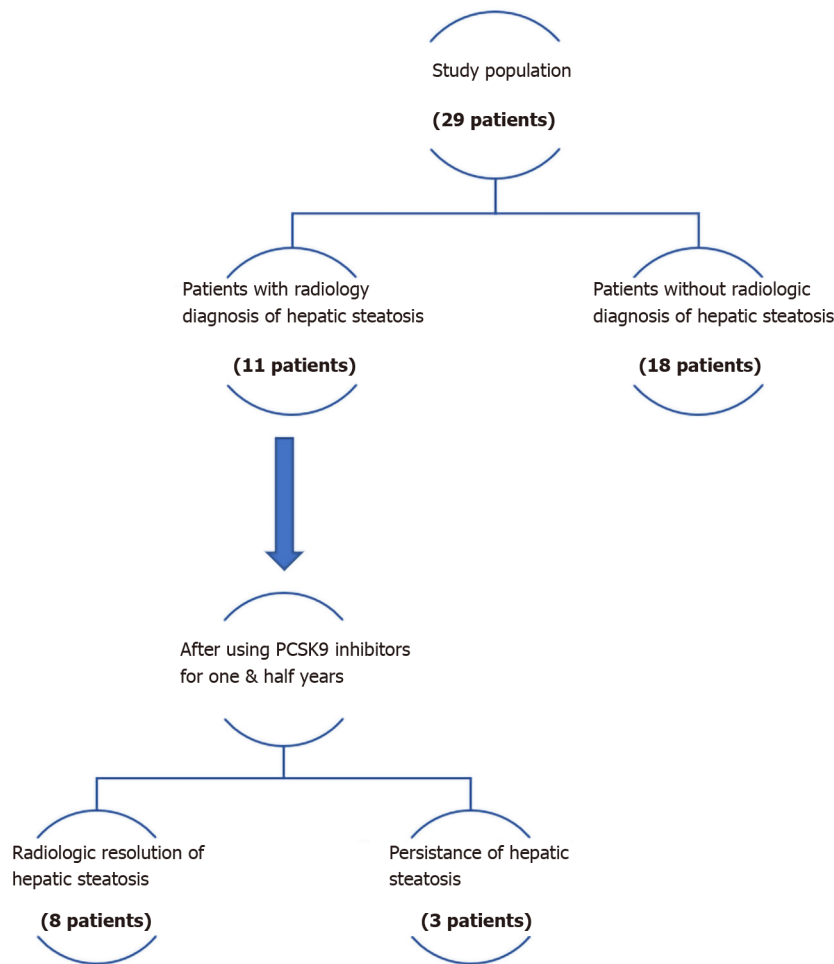 Study population
(29 patients)
Patients with radiology
diagnosis of hepatic steatosis
(11 patients)
Patients without radiologic
diagnosis of hepatic steatosis
(18 patients)
After using PCSK9 inhibitors
for one & half years
Radiologic resolution of
hepatic steatosis
(8 patients)
Persistance of hepatic
steatosis
(3 patients)